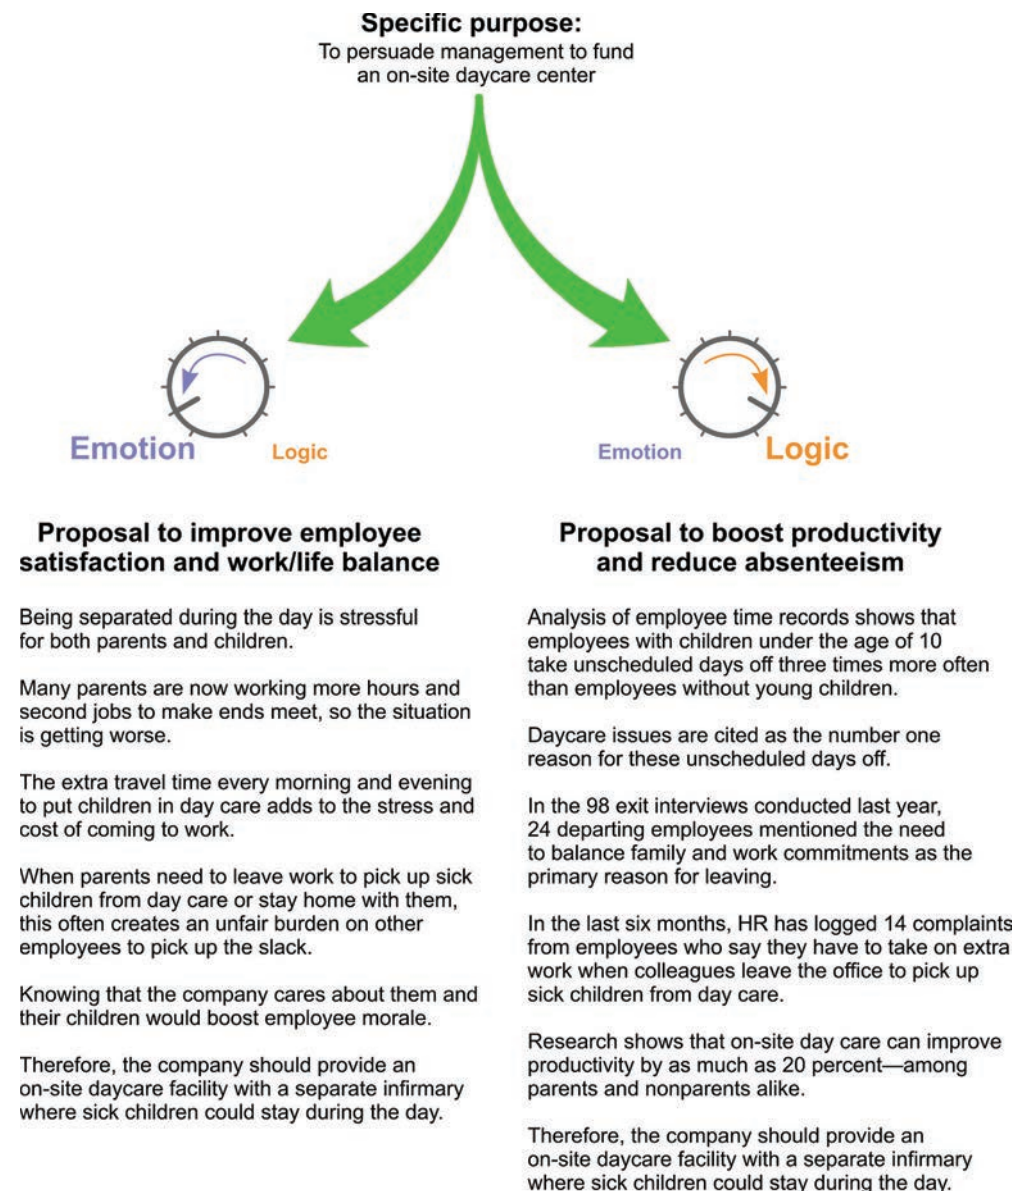 Specific purpose:
To persuade management to fund
an on-site daycare center
Emotion
Logic
Emotion
Logic
Proposal to improve employee
satisfaction and work/life balance
Being separated during the day is stressful
for both parents and children.
Many parents are now working more hours and
second jobs to make ends meet, so the situation
is getting worse.
The extra travel time every morning and evening
to put children in day care adds to the stress and
cost of coming to work.
When parents need to leave work to pick up sick
children from day care or stay home with them,
this often creates an unfair burden on other
employees to pick up the slack.
Knowing that the company cares about them and
their children would boost employee morale.
Therefore, the company should provide an
on-site daycare facility with a separate infirmary
where sick children could stay during the day.
Proposal to boost productivity
and reduce absenteeism
Analysis of employee time records shows that
employees with children under the age of 10
take unscheduled days off three times more often
than employees without young children.
Daycare issues are cited as the number one
reason for these unscheduled days off.
In the 98 exit interviews conducted last year,
24 departing employees mentioned the need
to balance family and work commitments as the
primary reason for leaving.
In the last six months, HR has logged 14 complaints
from employees who say they have to take on extra
work when colleagues leave the office to pick up
sick children from day care.
Research shows that on-site day care can improve
productivity by as much as 20 percent—among
parents and nonparents alike.
Therefore, the company should provide an
on-site daycare facility with a separate infirmary
where sick children could stay during the day.